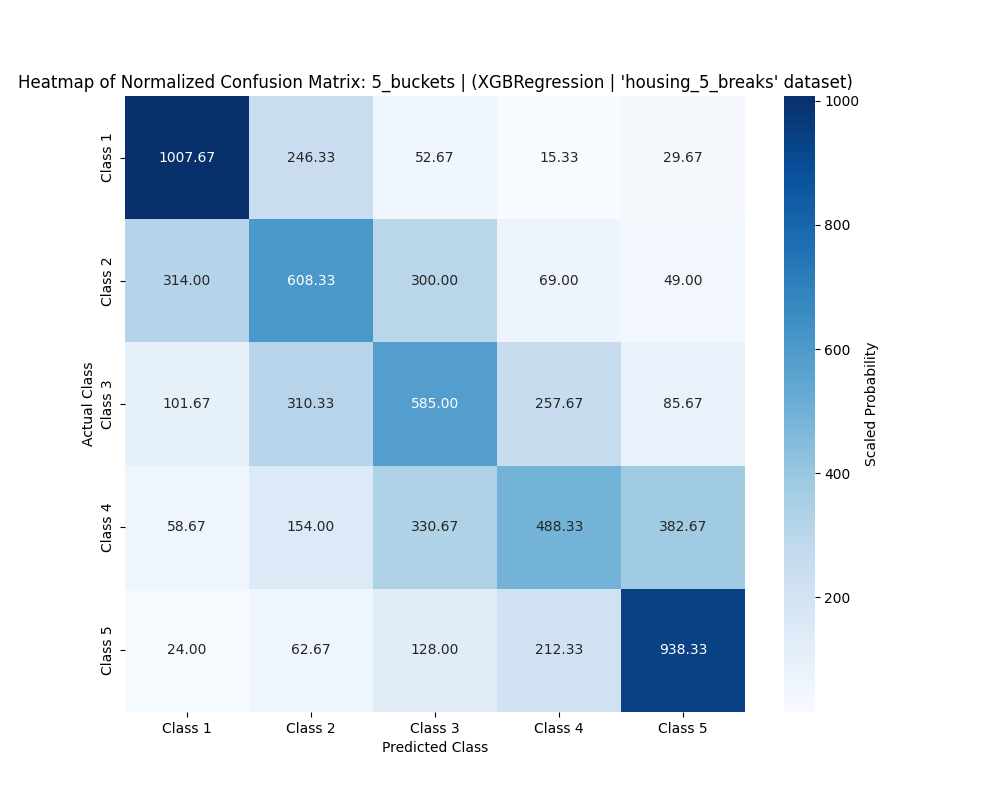 Heatmap of Normalized Confusion Matrix: 5_buckets | (XGBRegression | 'housing_5_breaks' dataset)
Actual Class
Class 1
1007.67 246.33 52.67 15.33 29.67
Class 2
314.00 608.33 300.00 69.00 49.00
Class 3
101.67 310.33 585.00 257.67 85.67
Class 4
58.67 154.00 330.67 488.33 382.67
Class 5
24.00 62.67 128.00 212.33 938.33
Class 1 Class 2 Class 3 Class 4 Class 5
Predicted Class
1000
800
600
400
200
Scaled Probability